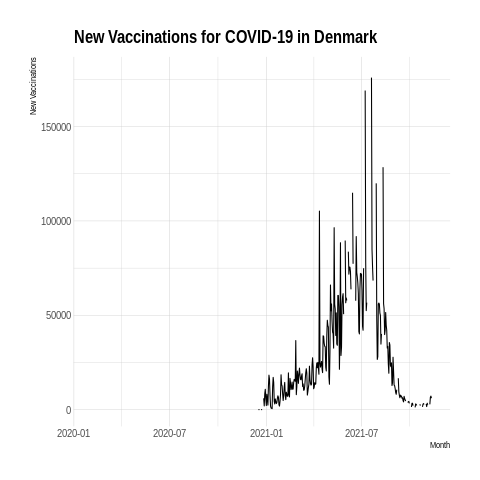 New Vaccinations for COVID-19 in Denmark
New Vaccinations
150000
100000
50000
0
2020-01
2020-07
2021-01
2021-07
Month